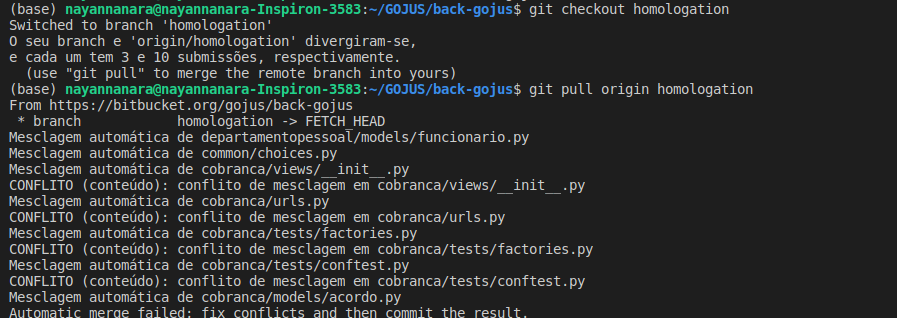 (base) nayannanara@nayannanara-Inspiron-3583:~/GOJUS/back-gojus$ git checkout homologation
Switched to branch 'homologation'
O seu branch e 'origin/homologation' divergiram-se,
e cada um tem 3 e 10 submissões, respectivamente.
  (use "git pull" to merge the remote branch into yours)
(base) nayannanara@nayannanara-Inspiron-3583:~/GOJUS/back-gojus$ git pull origin homologation
From https://bitbucket.org/gojus/back-gojus
 * branch            homologation -> FETCH_HEAD
Mesclagem automática de departamentopessoal/models/funcionario.py
Mesclagem automática de common/choices.py
Mesclagem automática de cobranca/views/__init__.py
CONFLITO (conteúdo): conflito de mesclagem em cobranca/views/__init__.py
Mesclagem automática de cobranca/urls.py
CONFLITO (conteúdo): conflito de mesclagem em cobranca/urls.py
Mesclagem automática de cobranca/tests/factories.py
CONFLITO (conteúdo): conflito de mesclagem em cobranca/tests/factories.py
Mesclagem automática de cobranca/tests/conftest.py
CONFLITO (conteúdo): conflito de mesclagem em cobranca/tests/conftest.py
Mesclagem automática de cobranca/models/acordo.py
Automatic merge failed; fix conflicts and then commit the result.